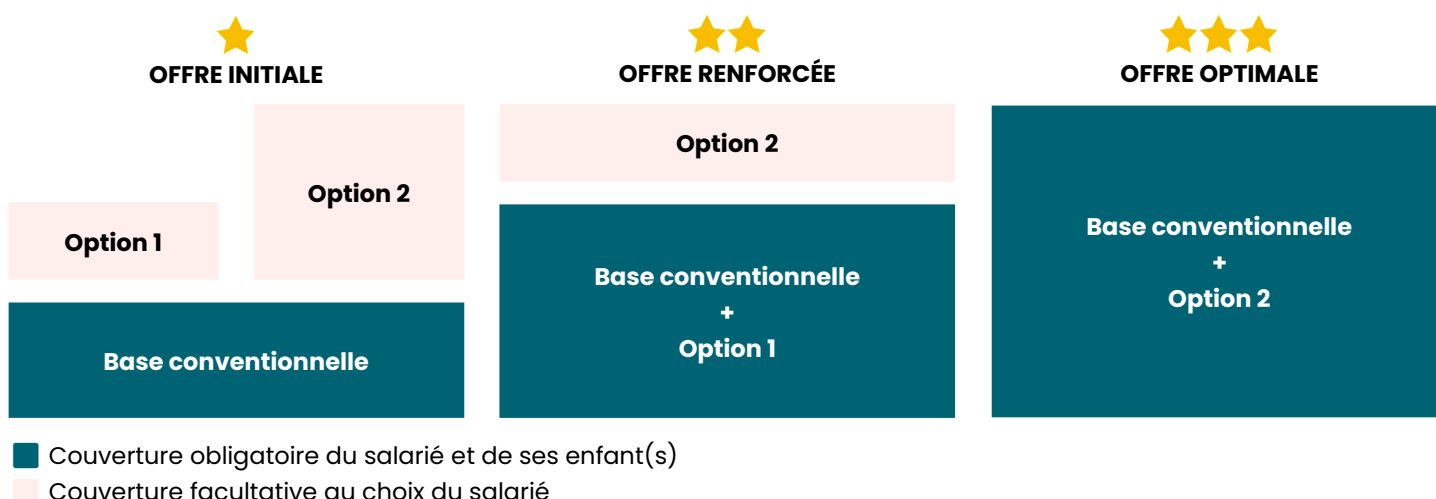 OFFRE INITIALE
Option 1
Option 2
Base conventionnelle
OFFRE RENFORCÉE
Option 2
Base conventionnelle
+
Option 1
OFFRE OPTIMALE
Base conventionnelle
+
Option 2
Couverture obligatoire du salarié et de ses enfant(s)
Couverture facultative au choix du salarié